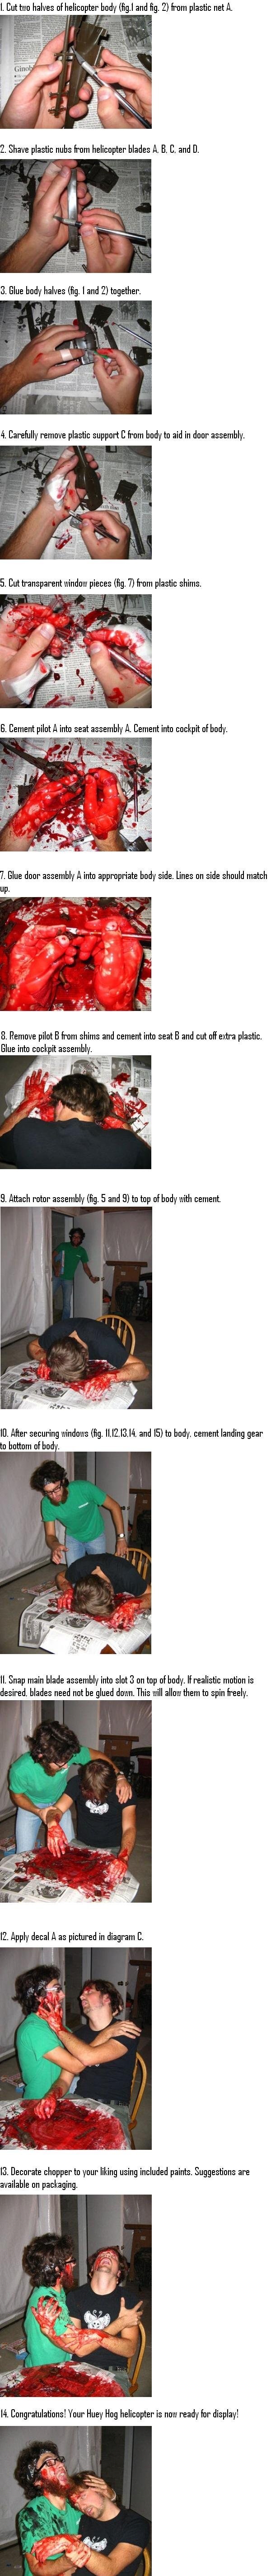 1. Cut two halves of helicopter body (fig.1 and fig. 2) from plastic net A.
Ginob
2. Shave plastic nubs from helicopter blades A, B, C, and D.
3. Glue body halves (fig. 1 and 2) together.
4. Carefully remove plastic support C from body to aid in door assembly.
5. Cut transparent window pieces (fig. 7) from plastic shims.
6. Cement pilot A into seat assembly A. Cement into cockpit of body.
7. Glue door assembly A into appropriate body side. Lines on side should match
up.
8. Remove pilot B from shims and cement into seat B and cut off extra plastic.
Glue into cockpit assembly.
9. Attach rotor assembly (fig. 5 and 9) to top of body with cement.
10. After securing windows (fig. 11,12,13,14, and 15) to body, cement landing gear
to bottom of body.
11. Snap main blade assembly into slot 3 on top of body, If realistic motion is
desired, blades need not be glued down. This will allow them to spin freely.
12. Apply decal A as pictured in diagram C.
13. Decorate chopper to your liking using included paints. Suggestions are
available on packaging.
14. Congratulations! Your Huey Hog helicopter is now ready for display!